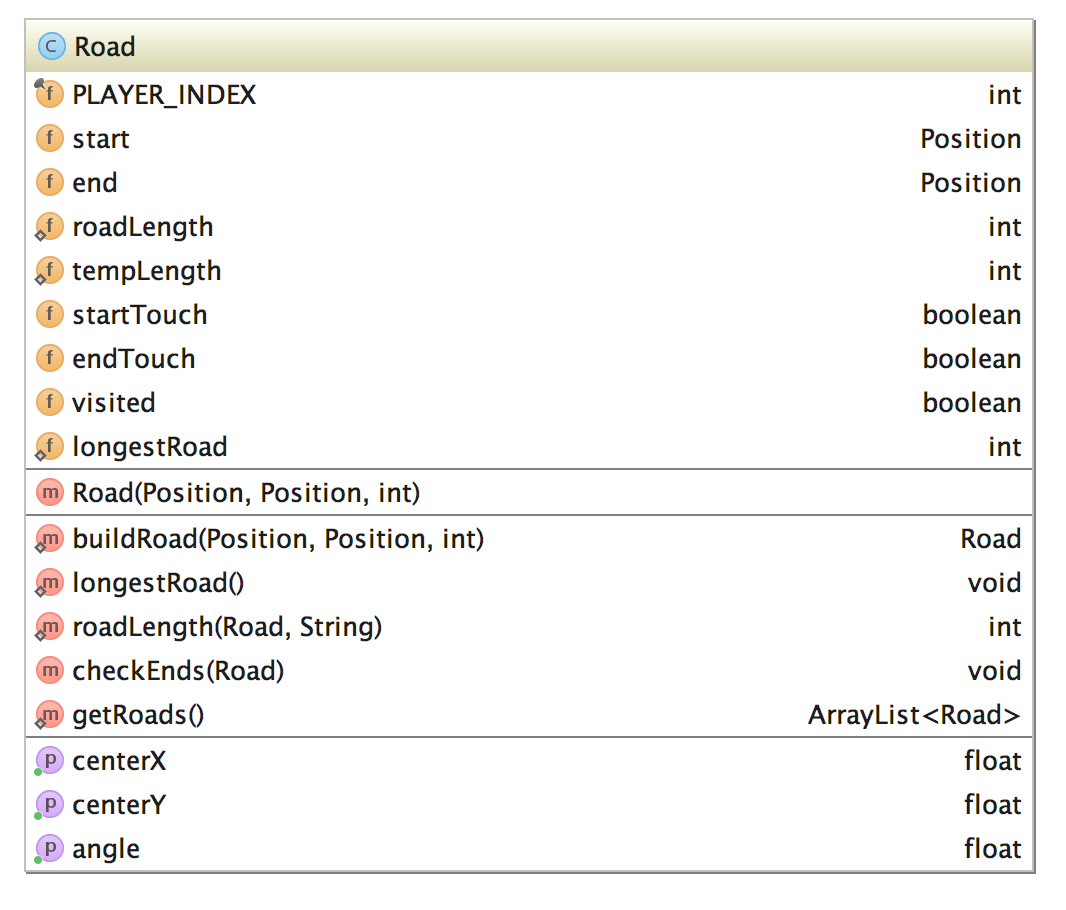 C Road
f PLAYER_INDEX int
f start Position
f end Position
f roadLength int
f tempLength int
f startTouch boolean
f endTouch boolean
f visited boolean
f longestRoad int
m Road(Position, Position, int)
m buildRoad(Position, Position, int) Road
m longestRoad() void
m roadLength(Road, String) int
m checkEnds(Road) void
m getRoads() ArrayList<Road>
p centerX float
p centerY float
p angle float